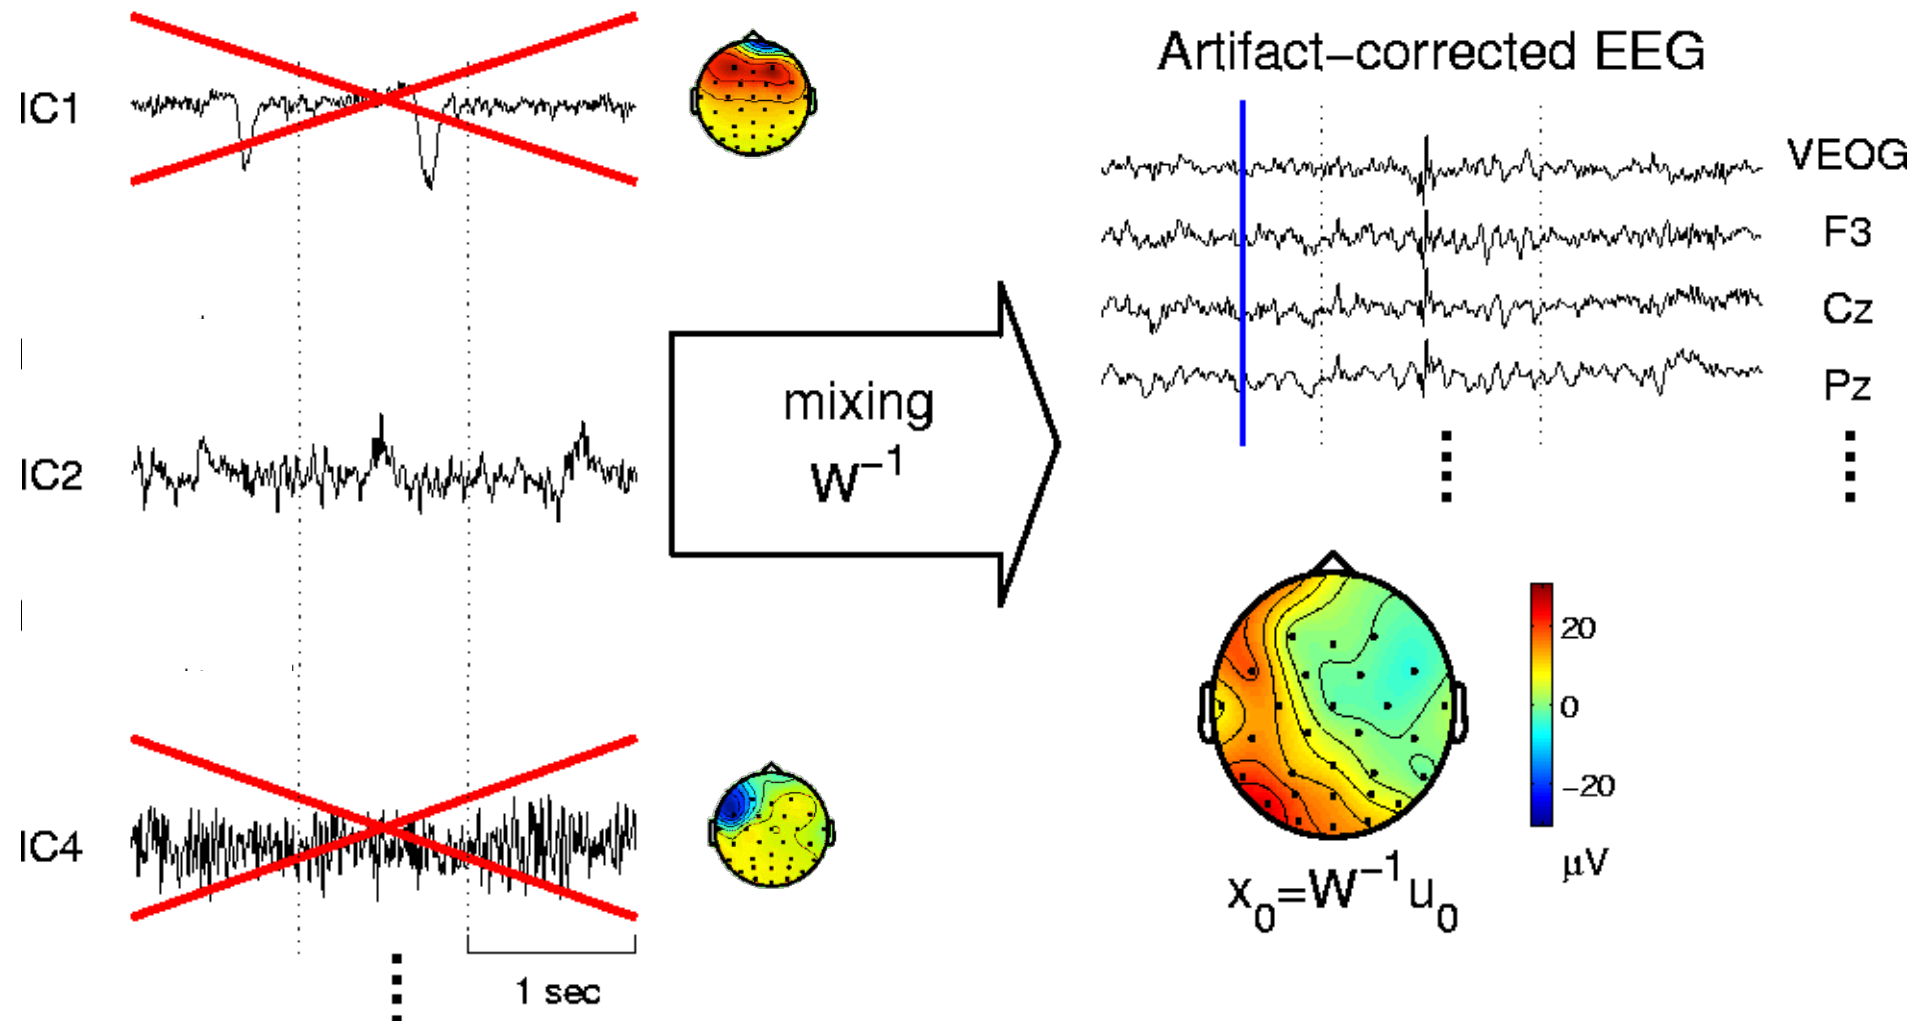 IC1
IC2
IC4
1 sec
mixing
W⁻¹
Artifact-corrected EEG
VEOG
F3
Cz
Pz
20
0
-20
μV
x₀=W⁻¹u₀